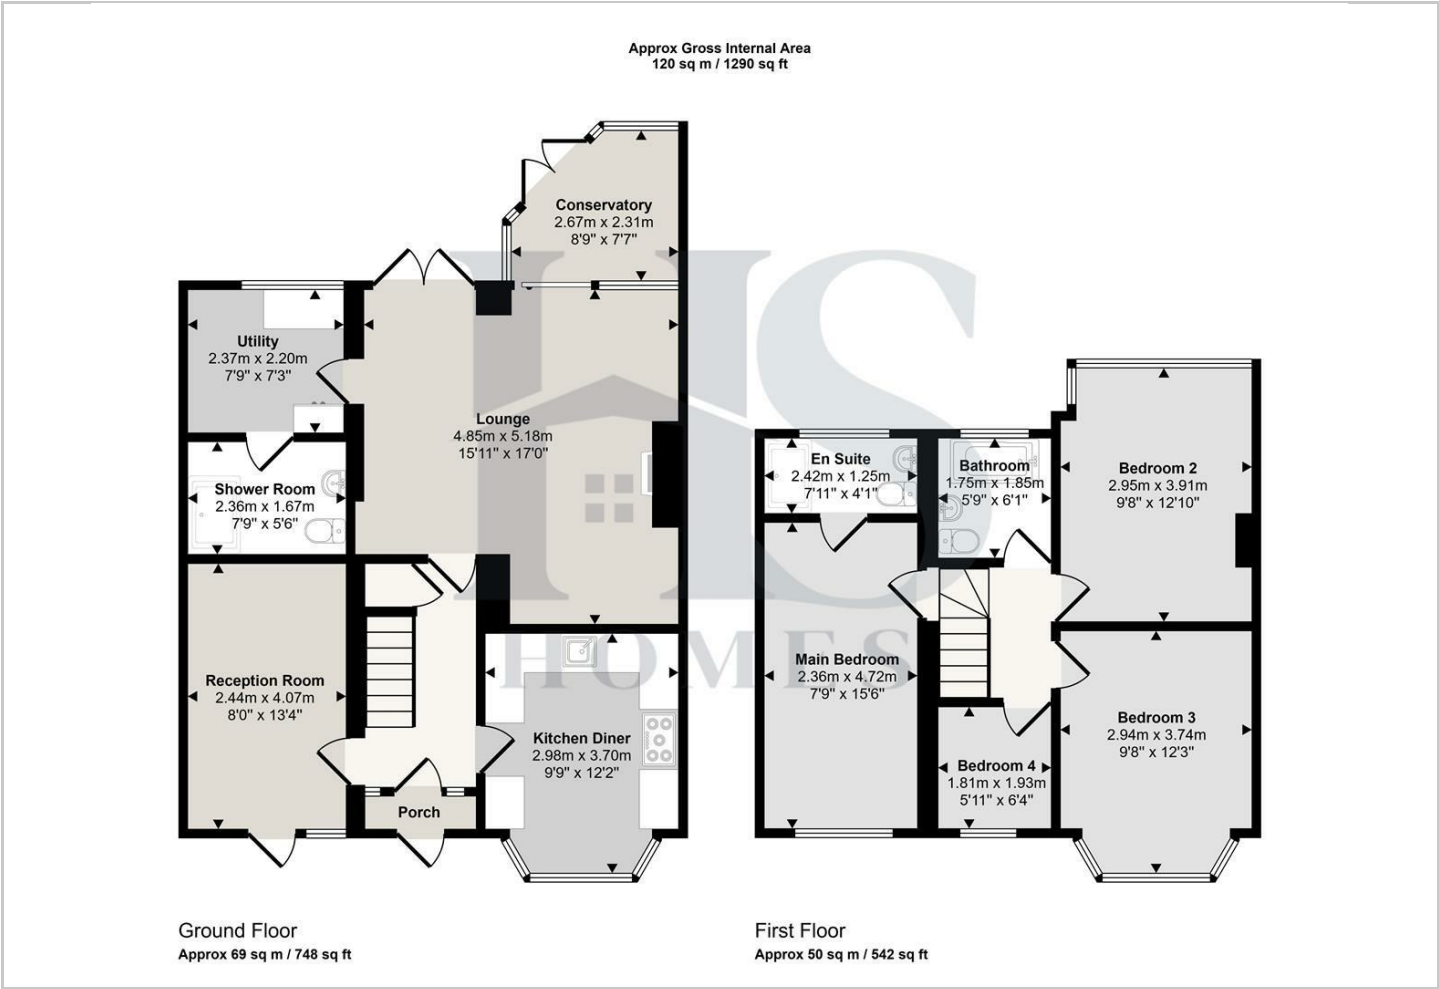 Approx Gross Internal Area
120 sq m / 1290 sq ft
Conservatory
2.67m x 2.31m
8'9" x 7'7"
Utility
2.37m x 2.20m
7'9" x 7'3"
Lounge
4.85m x 5.18m
15'11" x 17'0"
Shower Room
2.36m x 1.67m
7'9" x 5'6"
Reception Room
2.44m x 4.07m
8'0" x 13'4"
Kitchen Diner
2.98m x 3.70m
9'9" x 12'2"
Porch
En Suite
2.42m x 1.25m
7'11" x 4'1"
Bathroom
1.75m x 1.85m
5'9" x 6'1"
Bedroom 2
2.95m x 3.91m
9'8" x 12'10"
Main Bedroom
2.36m x 4.72m
7'9" x 15'6"
Bedroom 3
2.94m x 3.74m
9'8" x 12'3"
Bedroom 4
1.81m x 1.93m
5'11" x 6'4"
HS
HOMES
Ground Floor
Approx 69 sq m / 748 sq ft
First Floor
Approx 50 sq m / 542 sq ft